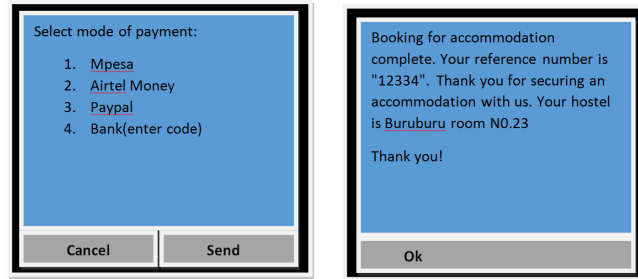 Select mode of payment:
1. Mpesa
2. Airtel Money
3. Paypal
4. Bank(enter code)
Cancel
Send
Booking for accommodation
complete. Your reference number is
"12334". Thank you for securing an
accommodation with us. Your hostel
is Buruburu room N0.23
Thank you!
Ok